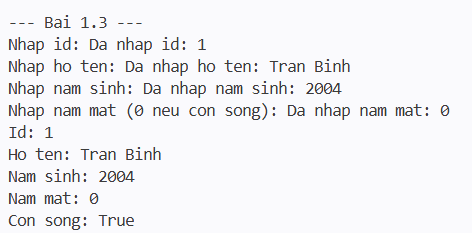 --- Bai 1.3 ---
Nhap id: Da nhap id: 1
Nhap ho ten: Da nhap ho ten: Tran Binh
Nhap nam sinh: Da nhap nam sinh: 2004
Nhap nam mat (0 neu con song): Da nhap nam mat: 0
Id: 1
Ho ten: Tran Binh
Nam sinh: 2004
Nam mat: 0
Con song: True